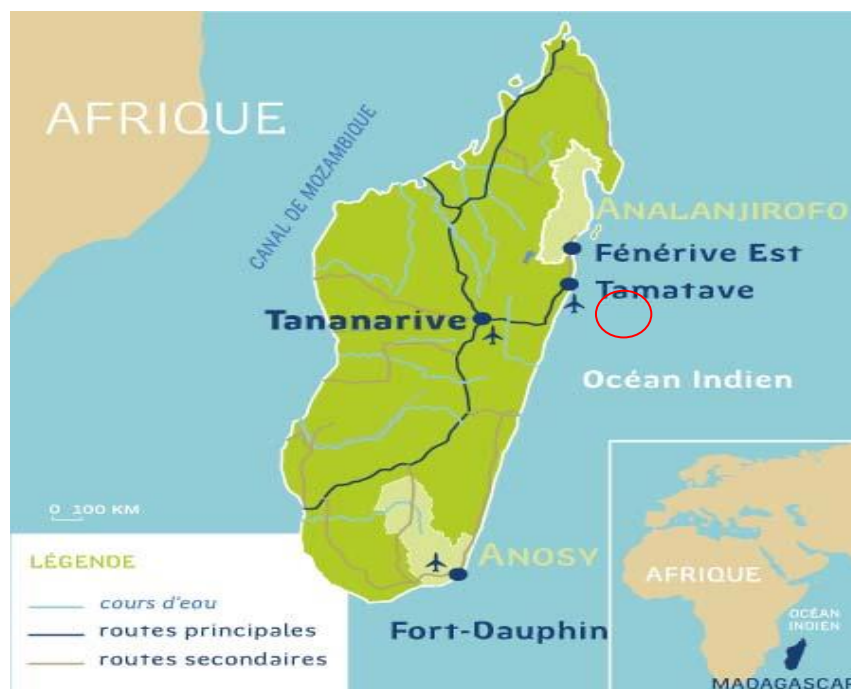 AFRIQUE
CANAL DE MOZAMBIQUE
ANALANJIROFO
Fénérive Est
Tamatave
Tananarive
Océan Indien
0 100 KM
ANOSY
Fort-Dauphin
LÉGENDE
cours d'eou
routes principales
routes secondaires
AFRIQUE
OCÉAN
INDIEN
MADAGASCAR